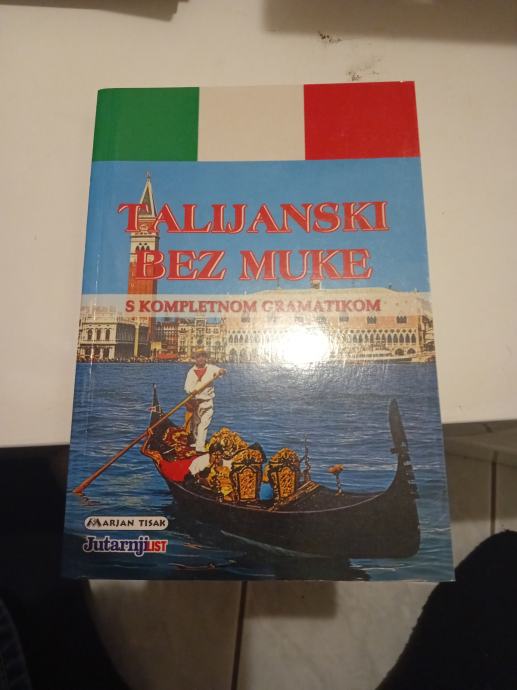 TALIJANSKI
BEZ MUKE
S KOMPLETNOM GRAMATIKOM
MARJAN TISAK
Jutarnji LIST